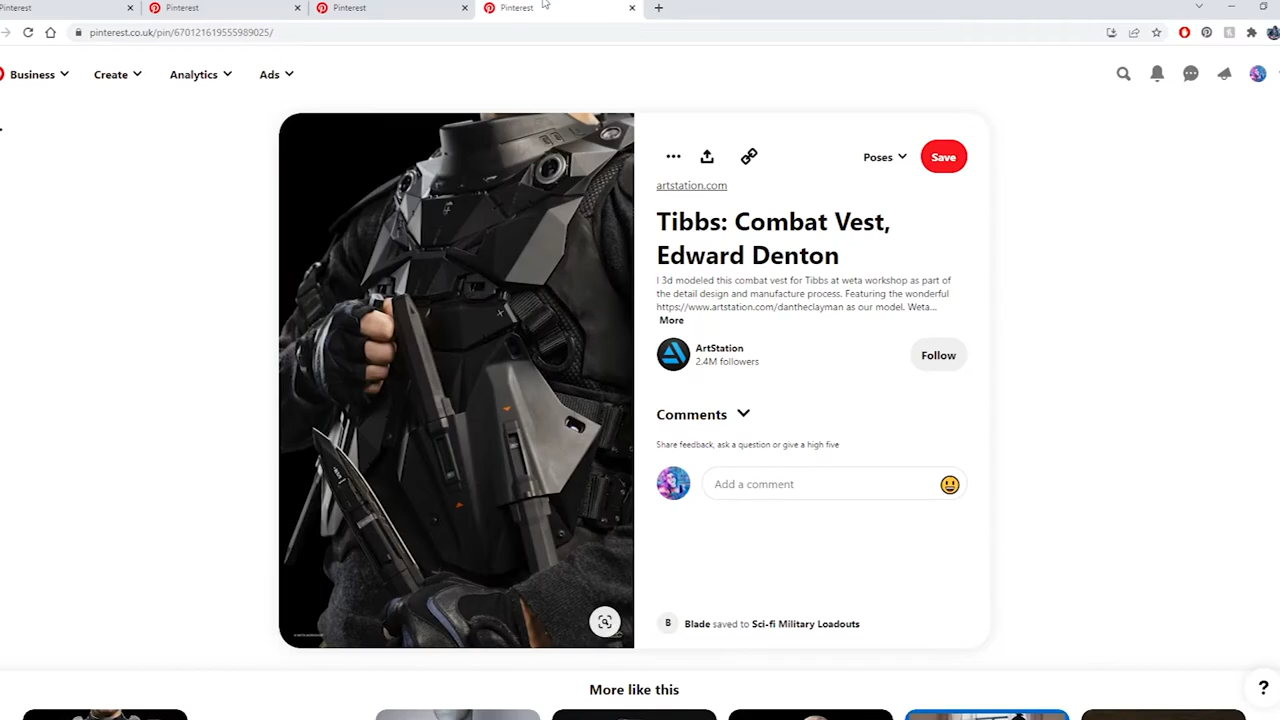 Pinterest
Pinterest
Pinterest
Pinterest
pinterest.co.uk/pin/670121619555989025/
Business
Create
Analytics
Ads
Poses
Save
artstation.com
Tibbs: Combat Vest,
Edward Denton
I 3d modeled this combat vest for Tibbs at weta workshop as part of
the detail design and manufacture process. Featuring the wonderful
https://www.artstation.com/dantheclayman as our model. Weta...
More
ArtStation
2.4M followers
Follow
Comments
Share feedback, ask a question or give a high five
Add a comment
B
Blade saved to Sci-fi Military Loadouts
More like this
?